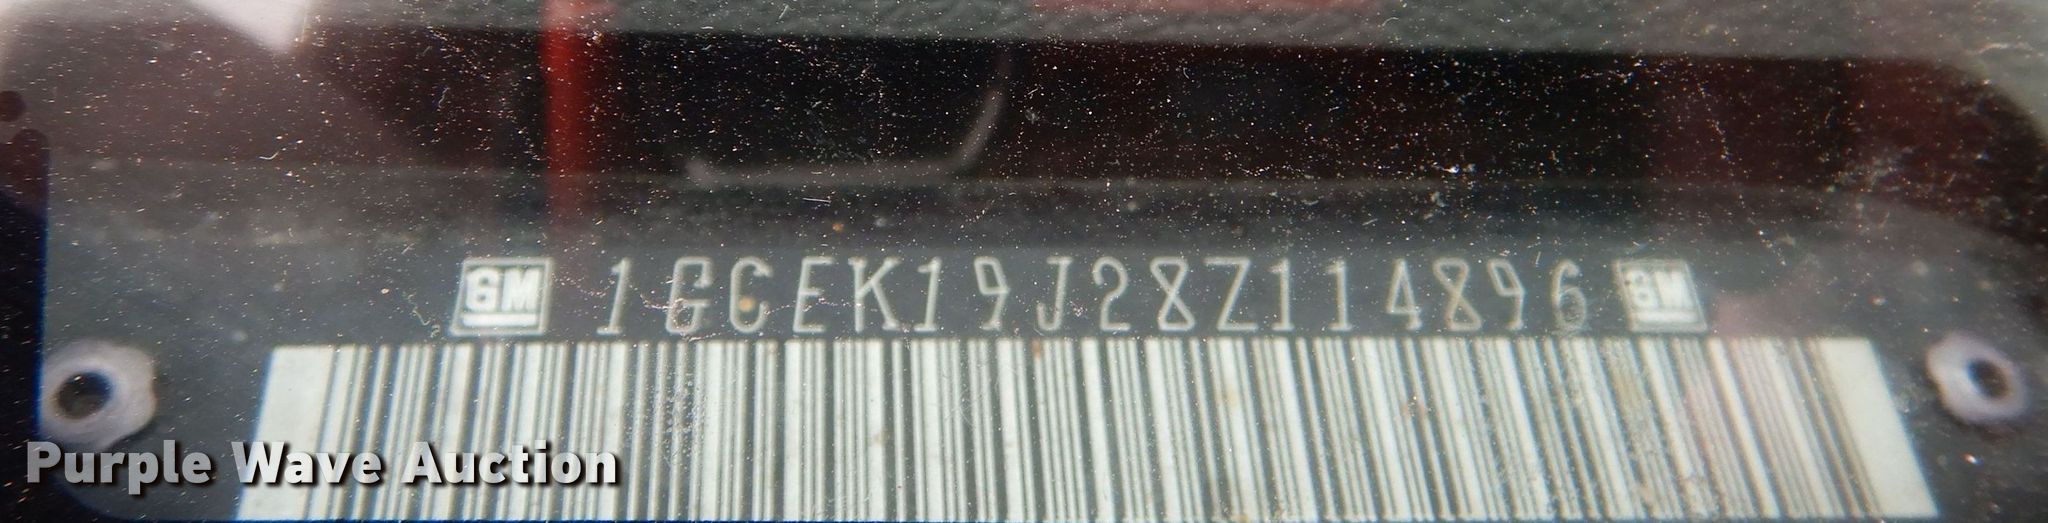 GM 1GCEK19J28Z114896 GM
Purple Wave Auction